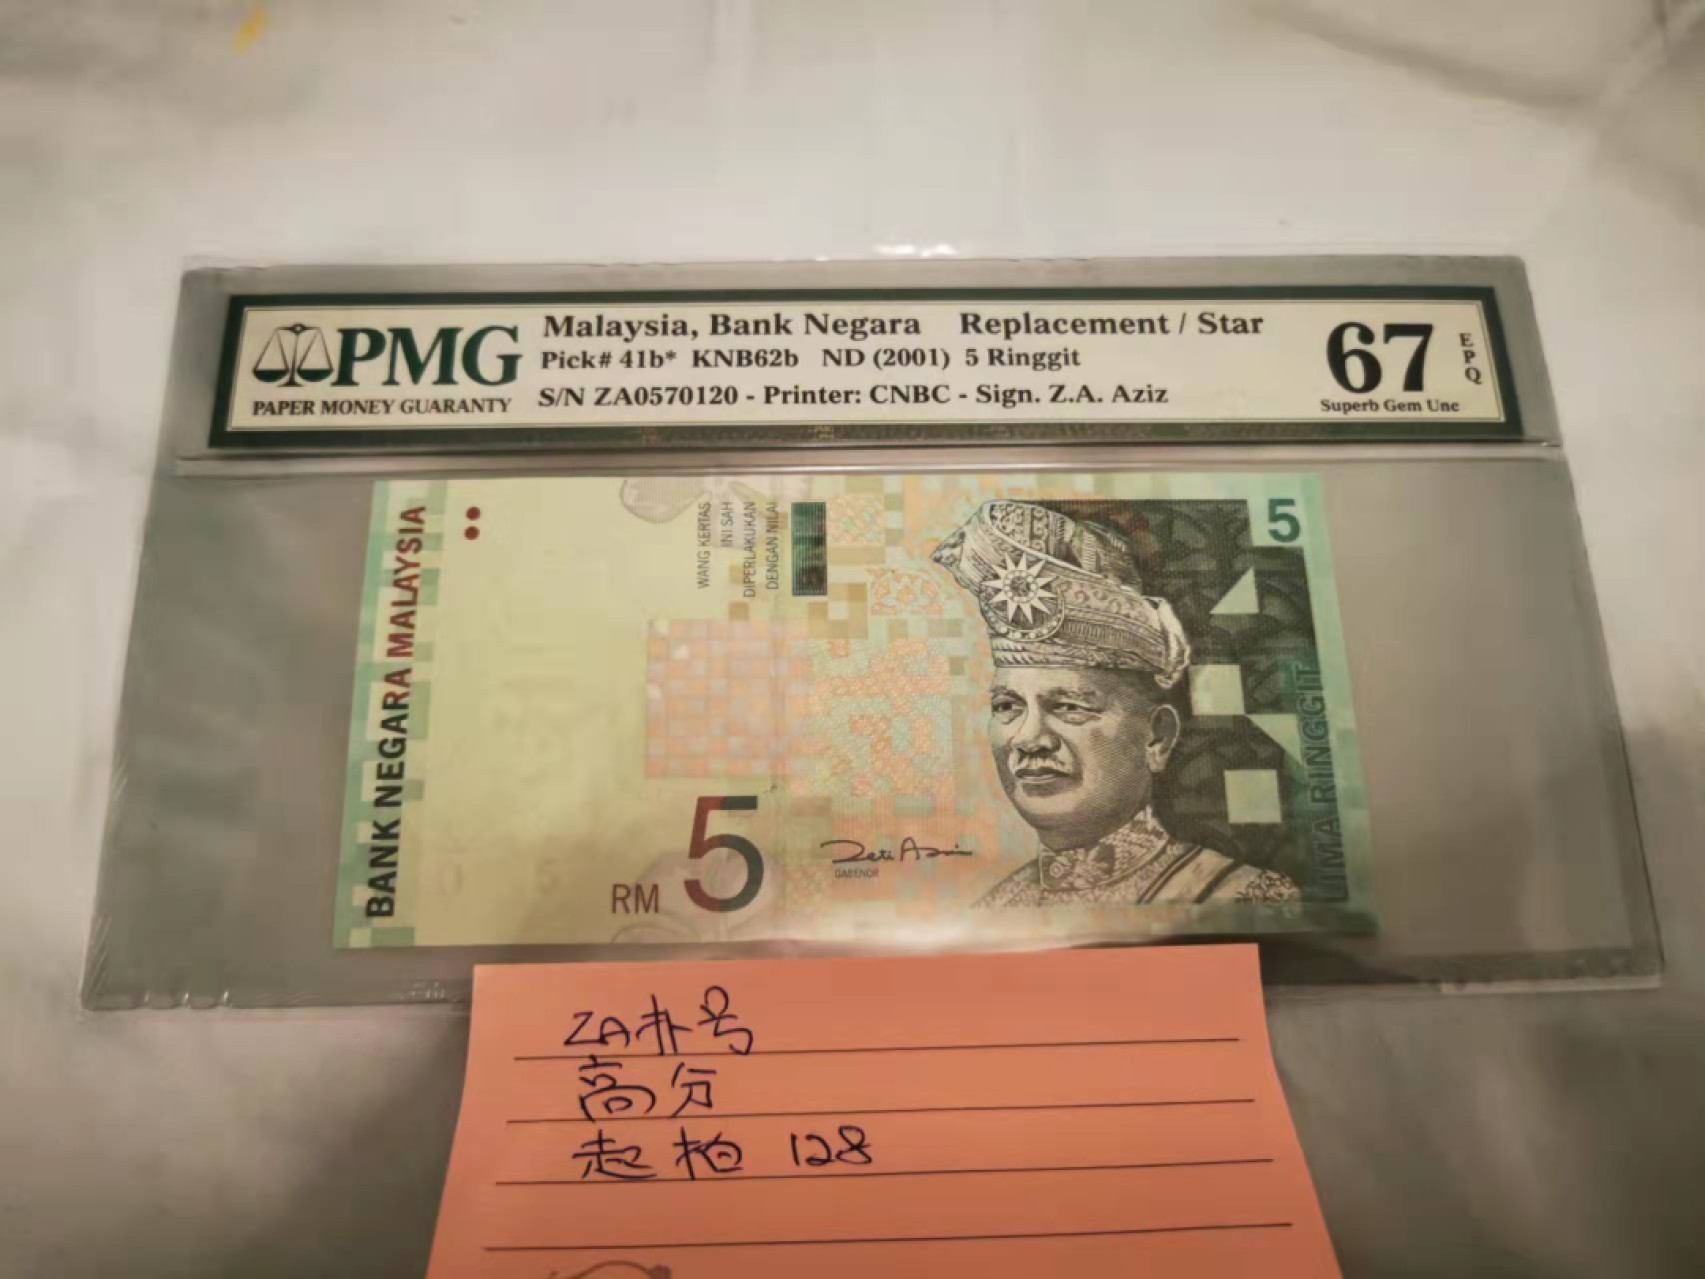 PMG
PAPER MONEY GUARANTY
Malaysia, Bank Negara Replacement / Star
Pick# 41b* KNB62b ND (2001) 5 Ringgit
S/N ZA0570120 - Printer: CNBC - Sign. Z.A. Aziz
67
EPQ
Superb Gem Unc
BANK NEGARA MALAYSIA
WANG KERTAS
INI SAH
DIPERLAKUKAN
DENGAN NILAI
5
LIMA RINGGIT
RM 5
Zeti Aziz
GABENOR
ZA补号
高分
起拍 128